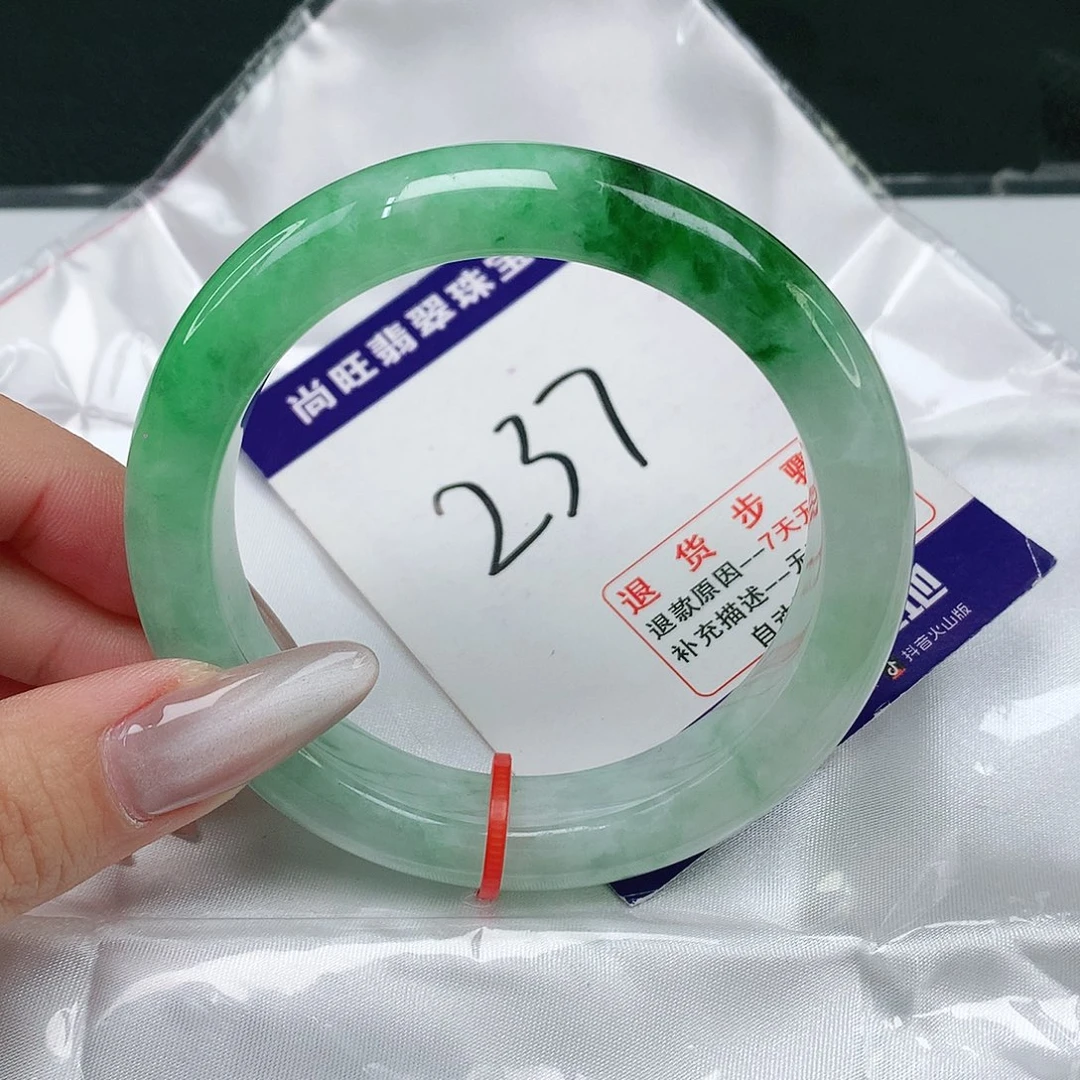 尚旺翡翠珠宝
237
退货步骤
退款原因---7天无
补充描述---无
自动
抖音火山版